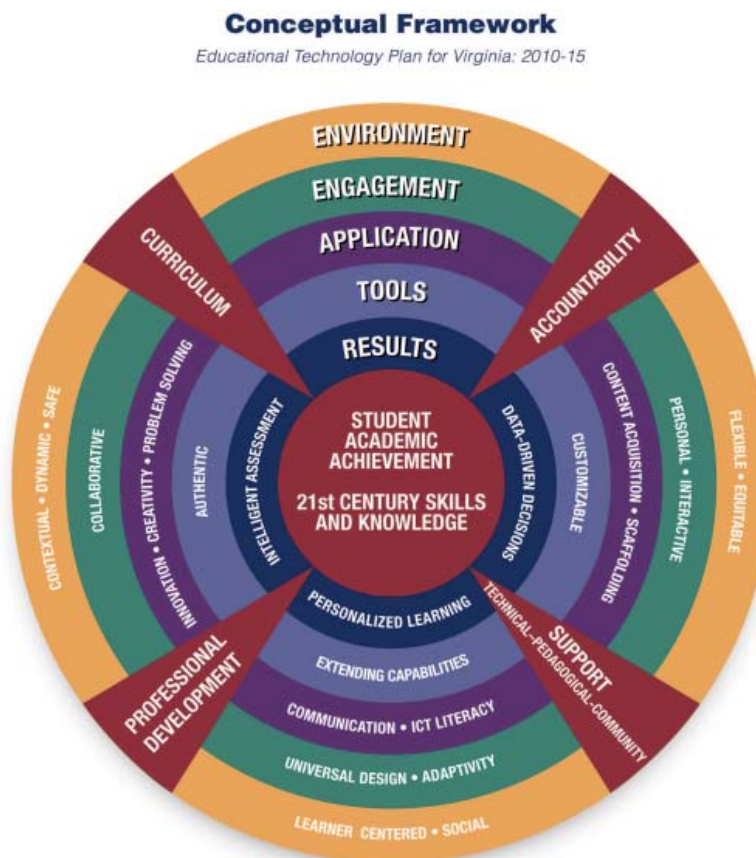 Conceptual Framework
Educational Technology Plan for Virginia: 2010-15
ENVIRONMENT
ENGAGEMENT
APPLICATION
TOOLS
RESULTS
CURRICULUM
ACCOUNTABILITY
STUDENT
ACADEMIC
ACHIEVEMENT
21st CENTURY SKILLS
AND KNOWLEDGE
CONTEXTUAL • DYNAMIC • SAFE
COLLABORATIVE
INNOVATION • CREATIVITY • PROBLEM SOLVING
AUTHENTIC
INTELLIGENT ASSESSMENT
DATA-DRIVEN DECISIONS
CUSTOMIZABLE
CONTENT ACQUISITION • SCAFFOLDING
PERSONAL • INTERACTIVE
FLEXIBLE • EQUITABLE
PROFESSIONAL
DEVELOPMENT
SUPPORT
TECHNICAL–PEDAGOGICAL–COMMUNITY
PERSONALIZED LEARNING
EXTENDING CAPABILITIES
COMMUNICATION • ICT LITERACY
UNIVERSAL DESIGN • ADAPTIVITY
LEARNER CENTERED • SOCIAL